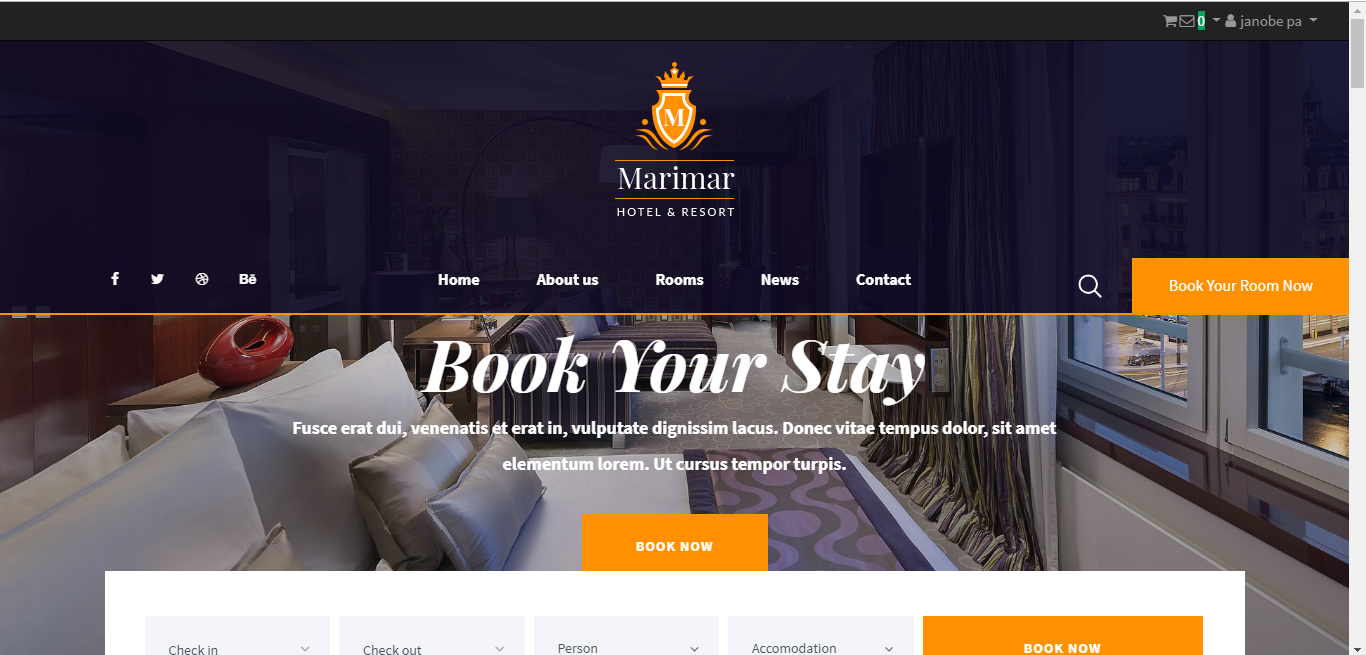 0 janobe pa
M
Marimar
HOTEL & RESORT
f Bē Home About us Rooms News Contact Book Your Room Now
Book Your Stay
Fusce erat dui, venenatis et erat in, vulputate dignissim lacus. Donec vitae tempus dolor, sit amet
elementum lorem. Ut cursus tempor turpis.
BOOK NOW
Check in Check out Person Accomodation BOOK NOW